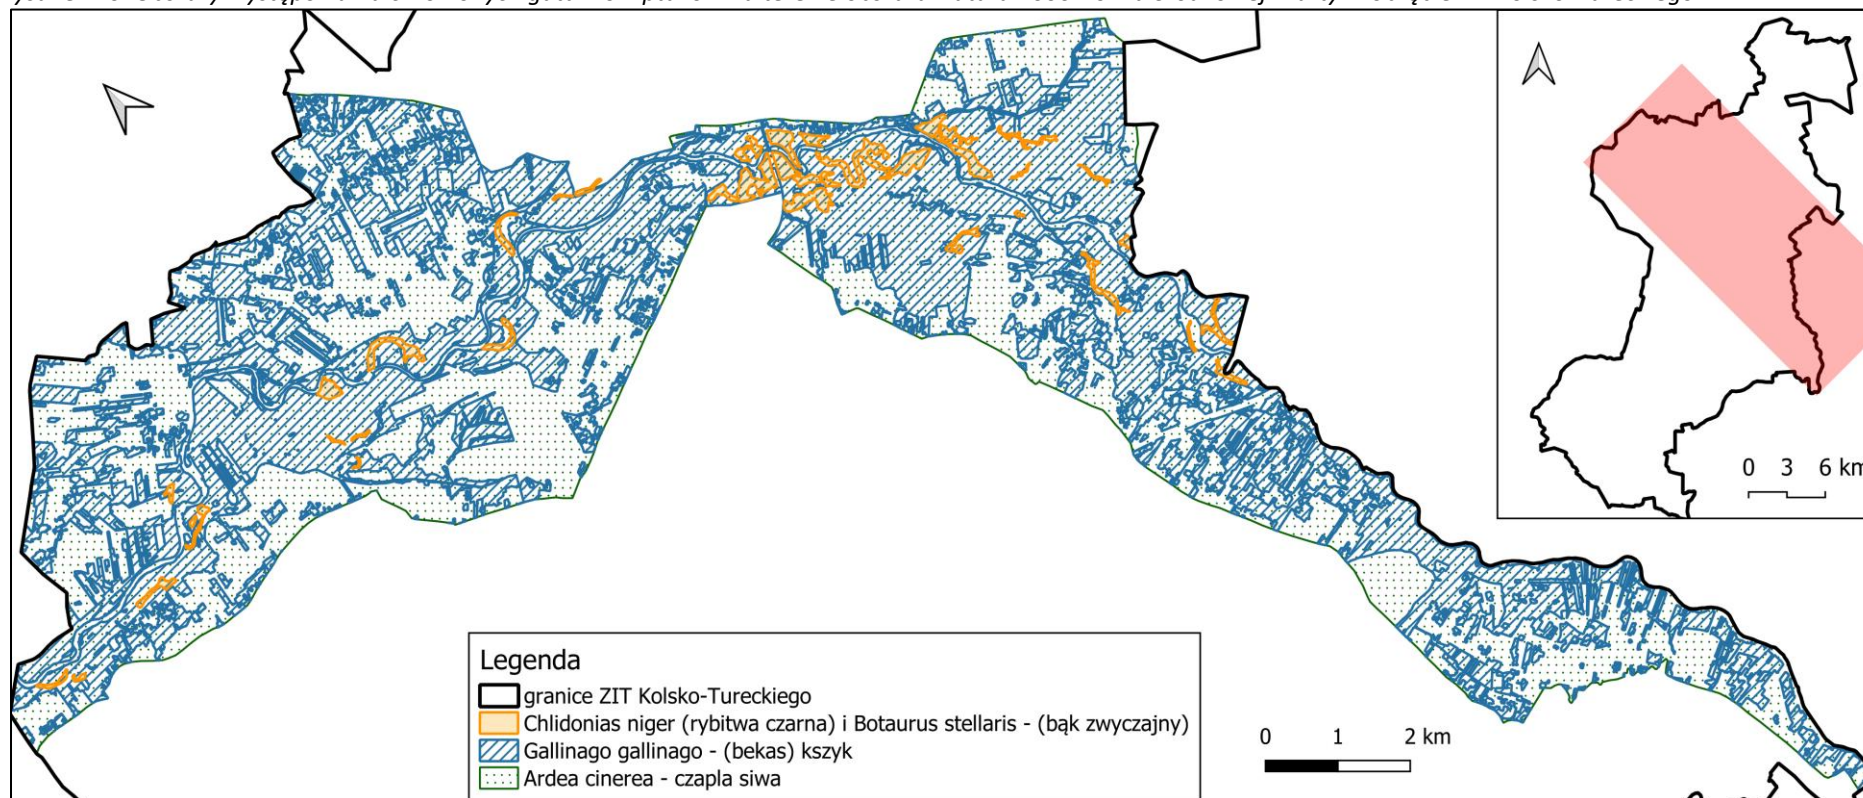 0 3 6 km
Legenda
granice ZIT Kolsko-Tureckiego
Chlidonias niger (rybitwa czarna) i Botaurus stellaris - (bąk zwyczajny)
Gallinago gallinago - (bekas) kszyk
Ardea cinerea - czapla siwa
0 1 2 km